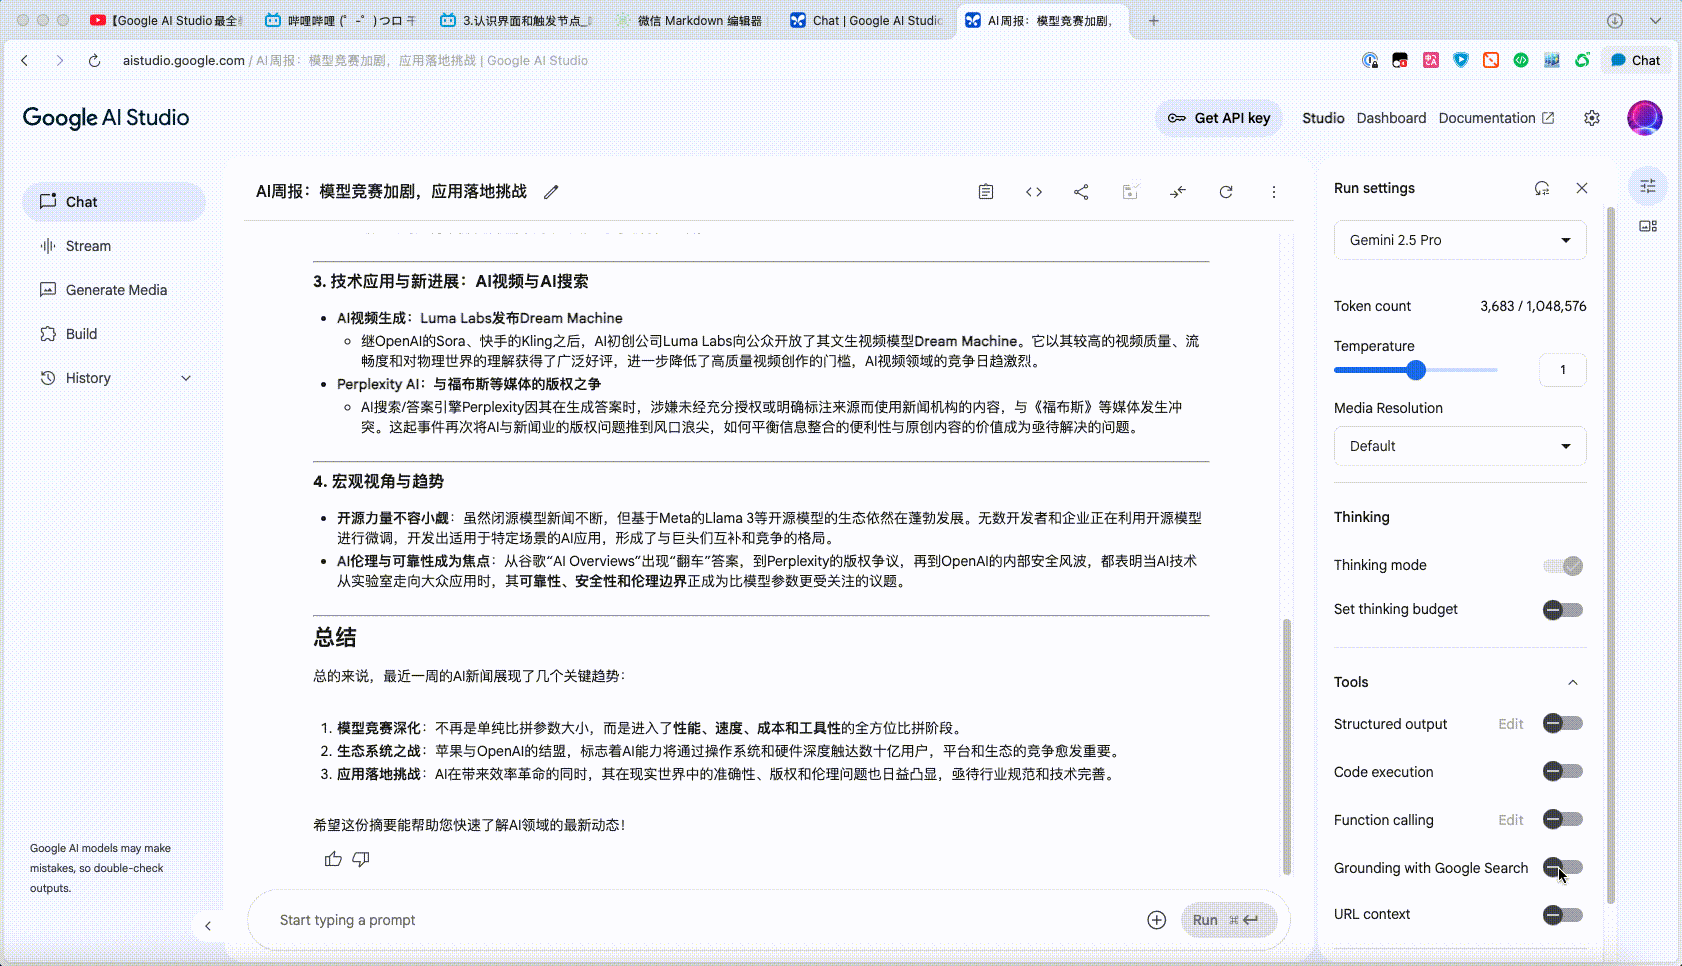 【Google AI Studio 最全
哔哩哔哩 (゜-゜)つロ 干
3.认识界面和触发节点_
微信 Markdown 编辑器
Chat | Google AI Studio
AI周报：模型竞赛加剧，
aistudio.google.com / AI周报：模型竞赛加剧，应用落地挑战 | Google AI Studio
Chat
Google AI Studio
Get API key
Studio
Dashboard
Documentation
Chat
Stream
Generate Media
Build
History
Google AI models may make
mistakes, so double-check
outputs.
AI周报：模型竞赛加剧，应用落地挑战
3. 技术应用与新进展：AI视频与AI搜索
• AI视频生成：Luma Labs发布Dream Machine
继OpenAI的Sora、快手的Kling之后，AI初创公司Luma Labs向公众开放了其文生视频模型Dream Machine。它以其较高的视频质量、流
畅度和对物理世界的理解获得了广泛好评，进一步降低了高质量视频创作的门槛，AI视频领域的竞争日趋激烈。
• Perplexity AI：与福布斯等媒体的版权之争
AI搜索/答案引擎Perplexity因其在生成答案时，涉嫌未经充分授权或明确标注来源而使用新闻机构的内容，与《福布斯》等媒体发生冲
突。这起事件再次将AI与新闻业的版权问题推到风口浪尖，如何平衡信息整合的便利性与原创内容的价值成为亟待解决的问题。
4. 宏观视角与趋势
• 开源力量不容小觑：虽然闭源模型新闻不断，但基于Meta的Llama 3等开源模型的生态依然在蓬勃发展。无数开发者和企业正在利用开源模型
进行微调，开发出适用于特定场景的AI应用，形成了与巨头们互补和竞争的格局。
• AI伦理与可靠性成为焦点：从谷歌“AI Overviews”出现“翻车”答案，到Perplexity的版权争议，再到OpenAI的内部安全风波，都表明当AI技术
从实验室走向大众应用时，其可靠性、安全性和伦理边界正成为比模型参数更受关注的议题。
总结
总的来说，最近一周的AI新闻展现了几个关键趋势：
1. 模型竞赛深化：不再是单纯比拼参数大小，而是进入了性能、速度、成本和工具性的全方位比拼阶段。
2. 生态系统之战：苹果与OpenAI的结盟，标志着AI能力将通过操作系统和硬件深度触达数十亿用户，平台和生态的竞争愈发重要。
3. 应用落地挑战：AI在带来效率革命的同时，其在现实世界中的准确性、版权和伦理问题也日益凸显，亟待行业规范和技术完善。
希望这份摘要能帮助您快速了解AI领域的最新动态！
Start typing a prompt
Run ⌘ ↵
Run settings
Gemini 2.5 Pro
Token count 3,683 / 1,048,576
Temperature
1
Media Resolution
Default
Thinking
Thinking mode
Set thinking budget
Tools
Structured output Edit
Code execution
Function calling Edit
Grounding with Google Search
URL context